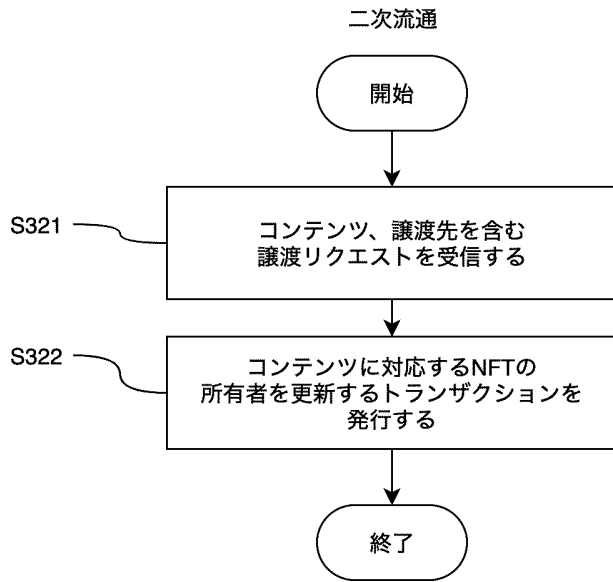 二次流通
開始
S321
コンテンツ、譲渡先を含む
譲渡リクエストを受信する
S322
コンテンツに対応するNFTの
所有者を更新するトランザクションを
発行する
終了